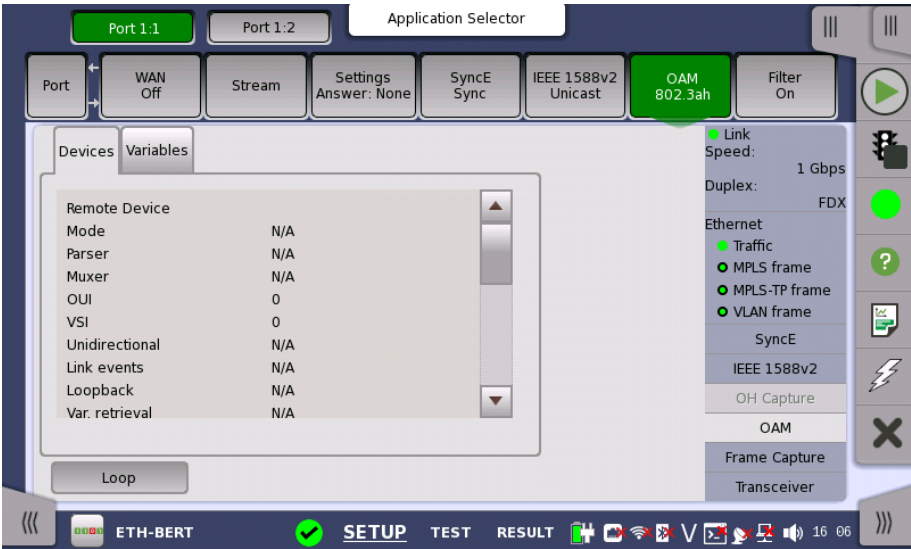 Application Selector
Port 1:1
Port 1:2
Port
WAN
Off
Stream
Settings
Answer: None
SyncE
Sync
IEEE 1588v2
Unicast
OAM
802.3ah
Filter
On
Devices
Variables
Remote Device
Mode N/A
Parser N/A
Muxer N/A
OUI 0
VSI 0
Unidirectional N/A
Link events N/A
Loopback N/A
Var. retrieval N/A
Loop
Link
Speed:
1 Gbps
Duplex:
FDX
Ethernet
Traffic
MPLS frame
MPLS-TP frame
VLAN frame
SyncE
IEEE 1588v2
OH Capture
OAM
Frame Capture
Transceiver
ETH-BERT
SETUP TEST RESULT
V
16 06